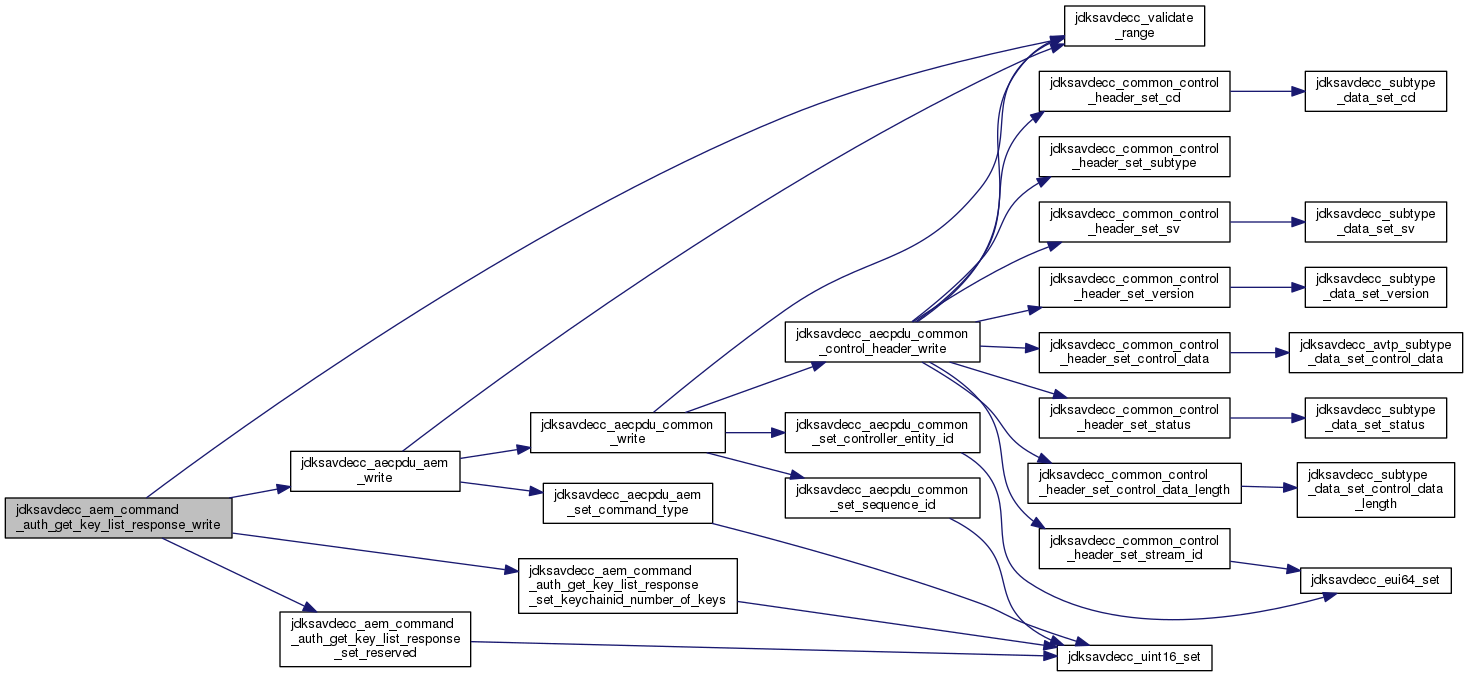 jdksavdecc_aem_command
_auth_get_key_list_response_write
jdksavdecc_aecpdu_aem
_write
jdksavdecc_aem_command
_auth_get_key_list_response
_set_reserved
jdksavdecc_aecpdu_common
_write
jdksavdecc_aecpdu_aem
_set_command_type
jdksavdecc_aem_command
_auth_get_key_list_response
_set_keychainid_number_of_keys
jdksavdecc_aecpdu_common
_control_header_write
jdksavdecc_aecpdu_common
_set_controller_entity_id
jdksavdecc_aecpdu_common
_set_sequence_id
jdksavdecc_validate
_range
jdksavdecc_common_control
_header_set_cd
jdksavdecc_common_control
_header_set_subtype
jdksavdecc_common_control
_header_set_sv
jdksavdecc_common_control
_header_set_version
jdksavdecc_common_control
_header_set_control_data
jdksavdecc_common_control
_header_set_status
jdksavdecc_common_control
_header_set_control_data_length
jdksavdecc_common_control
_header_set_stream_id
jdksavdecc_uint16_set
jdksavdecc_subtype
_data_set_cd
jdksavdecc_subtype
_data_set_sv
jdksavdecc_subtype
_data_set_version
jdksavdecc_avtp_subtype
_data_set_control_data
jdksavdecc_subtype
_data_set_status
jdksavdecc_subtype
_data_set_control_data
_length
jdksavdecc_eui64_set